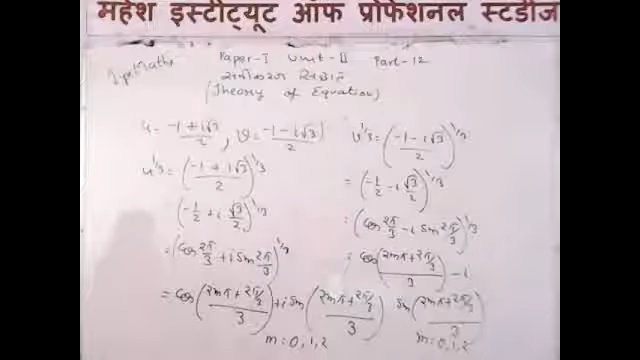 महेश इस्टीट्यूट ऑफ प्रोफेशनल स्टडीज
Paper-I Unit-II Part-12
समीकरण सिद्धांत
(Theory of Equation)
u = (-1+i√3)/2 , v = (-1-i√3)/2
u^1/3 = ((-1+i√3)/2)^1/3
(-1/2 + i √3/2)^1/3
= (cos 2π/3 + i sin 2π/3)^1/3
= cos((2mπ+2π/3)/3) + i sin((2mπ+2π/3)/3)
m=0,1,2
v^1/3 = ((-1-i√3)/2)^1/3
= (-1/2 - i √3/2)^1/3
= (cos 2π/3 - i sin 2π/3)^1/3
= cos((2mπ+2π/3)/3) - i
sin((2mπ+2π/3)/3)
m=0,1,2